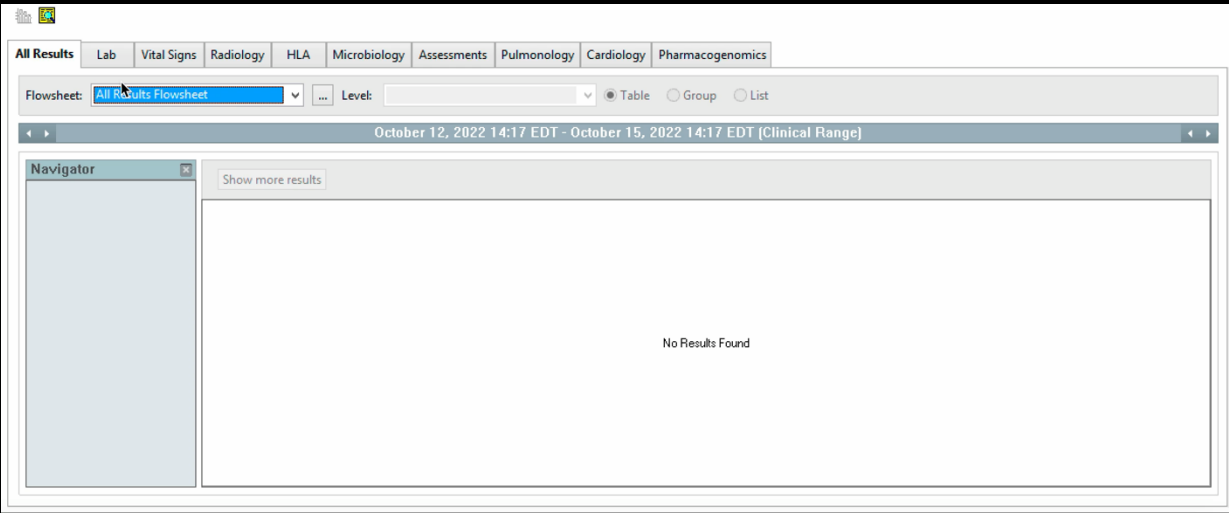 All Results Lab Vital Signs Radiology HLA Microbiology Assessments Pulmonology Cardiology Pharmacogenomics
Flowsheet: All Results Flowsheet ... Level: Table Group List
October 12, 2022 14:17 EDT - October 15, 2022 14:17 EDT (Clinical Range)
Navigator
Show more results
No Results Found